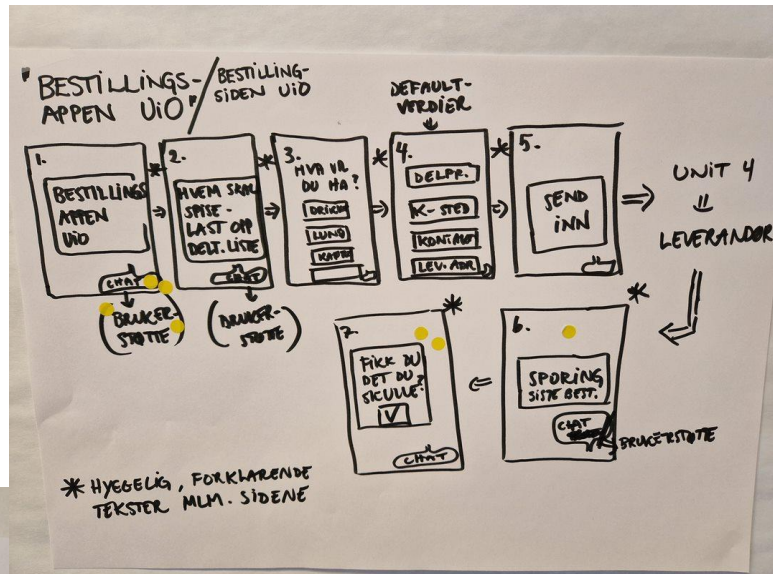 "BESTILLINGS-
APPEN UiO"
BESTILLING-
SIDEN UiO
DEFAULT-
VERDIER
1.
BESTILLINGS
APPEN
UiO
CHAT
(BRUKER-
STØTTE)
2.
HVEM SKAL
SPISE -
LAST OPP
DELT. LISTE
CHAT
(BRUKER-
STØTTE)
3.
HVA VIL
DU HA?
LUNSJ
4.
DELPR.
K-STED
KONTAKT
LEV. ADR
5.
SEND
INN
UNIT 4
LEVERANDØR
6.
SPORING
SISTE BEST.
CHAT
BRUKERSTØTTE
7.
FIKK DU
DET DU
SKULLE?
CHAT
* HYGGELIG, FORKLARENDE
TEKSTER MLM. SIDENE